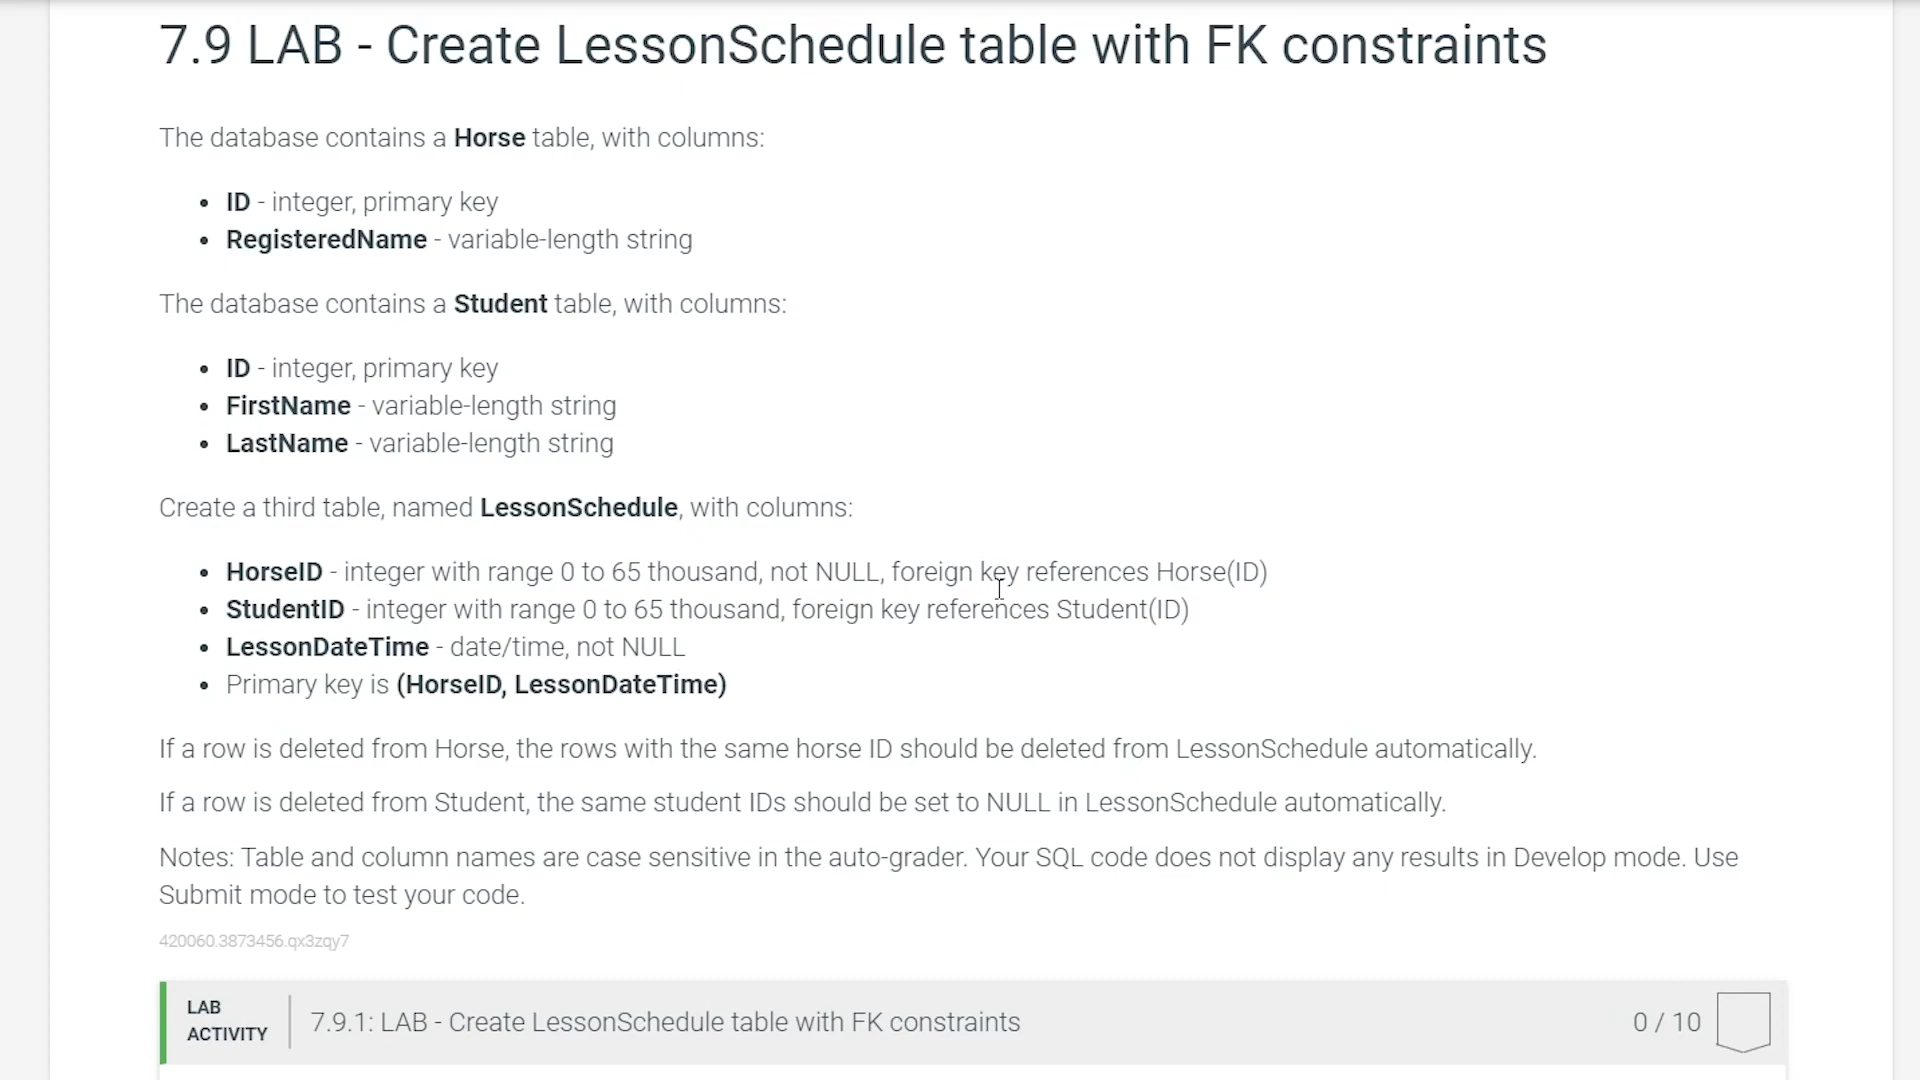 7.9 LAB - Create LessonSchedule table with FK constraints
The database contains a Horse table, with columns:
• ID - integer, primary key
• RegisteredName - variable-length string
The database contains a Student table, with columns:
• ID - integer, primary key
• FirstName - variable-length string
• LastName - variable-length string
Create a third table, named LessonSchedule, with columns:
• HorseID - integer with range 0 to 65 thousand, not NULL, foreign key references Horse(ID)
• StudentID - integer with range 0 to 65 thousand, foreign key references Student(ID)
• LessonDateTime - date/time, not NULL
• Primary key is (HorseID, LessonDateTime)
If a row is deleted from Horse, the rows with the same horse ID should be deleted from LessonSchedule automatically.
If a row is deleted from Student, the same student IDs should be set to NULL in LessonSchedule automatically.
Notes: Table and column names are case sensitive in the auto-grader. Your SQL code does not display any results in Develop mode. Use
Submit mode to test your code.
420060.3873456.qx3zqy7
LAB
ACTIVITY
7.9.1: LAB - Create LessonSchedule table with FK constraints
0 / 10